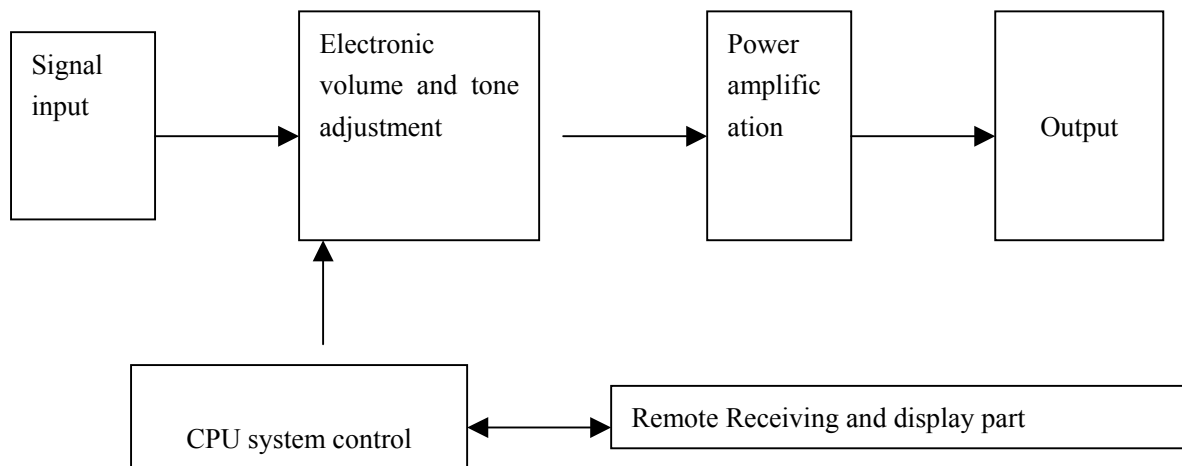 Signal
input
Electronic
volume and tone
adjustment
Power
amplific
ation
Output
CPU system control
Remote Receiving and display part